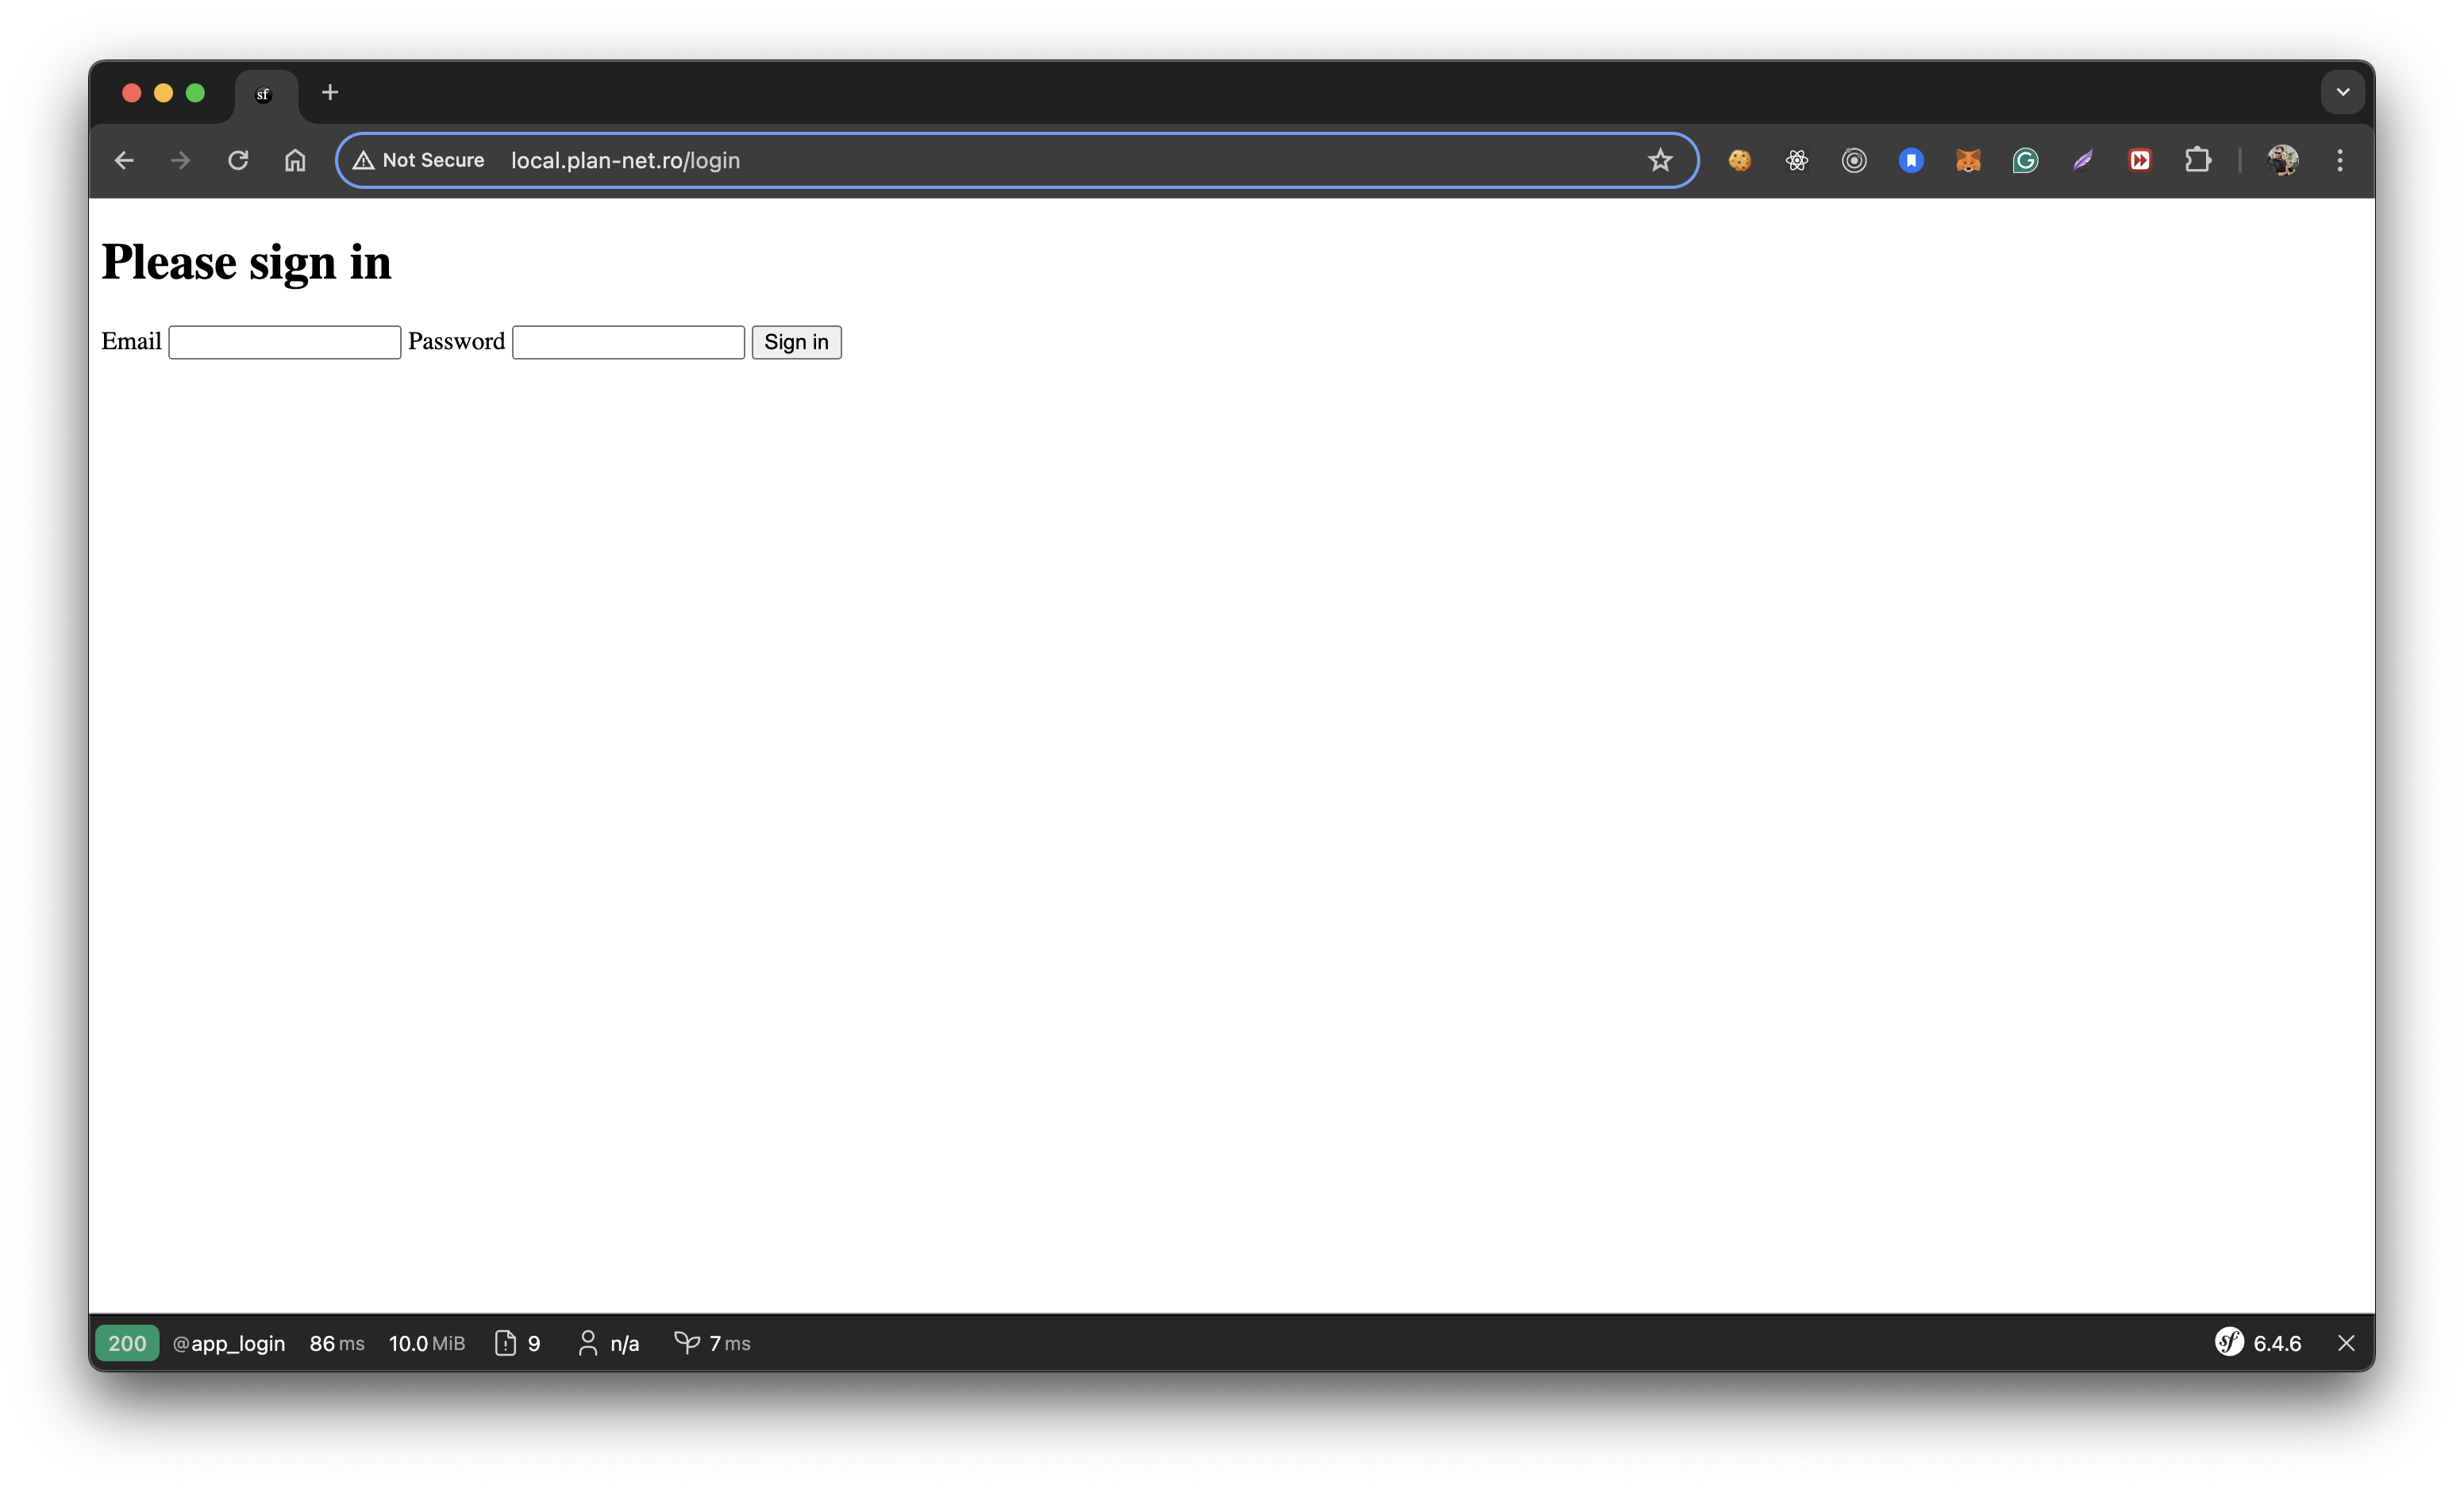 sf
Not Secure local.plan-net.ro/login
Please sign in
Email Password Sign in
200 @app_login 86 ms 10.0 MiB 9 n/a 7 ms sf 6.4.6